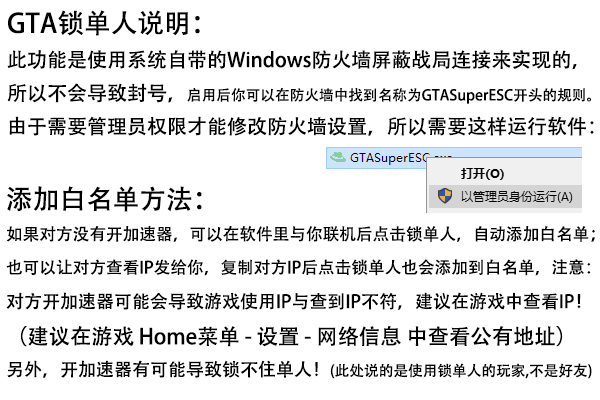 GTA锁单人说明：
此功能是使用系统自带的Windows防火墙屏蔽战局连接来实现的，
所以不会导致封号，启用后你可以在防火墙中找到名称为GTASuperESC开头的规则。
由于需要管理员权限才能修改防火墙设置，所以需要这样运行软件：
GTASuperESC.exe
打开(O)
以管理员身份运行(A)
添加白名单方法：
如果对方没有开加速器，可以在软件里与你联机后点击锁单人，自动添加白名单；
也可以让对方查看IP发给你，复制对方IP后点击锁单人也会添加到白名单，注意：
对方开加速器可能会导致游戏使用IP与查到IP不符，建议在游戏中查看IP！
（建议在游戏 Home菜单 - 设置 - 网络信息 中查看公有地址）
另外，开加速器有可能导致锁不住单人！(此处说的是使用锁单人的玩家,不是好友)